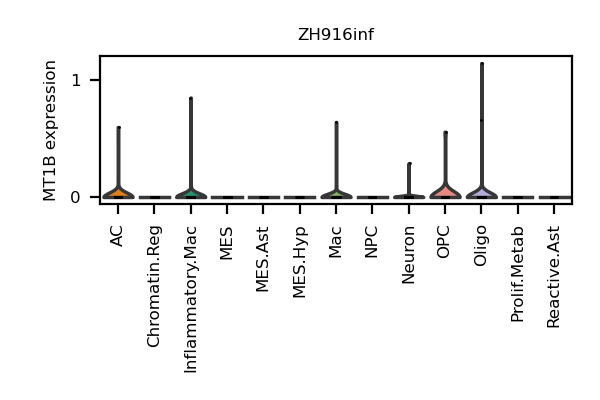 ZH916inf
MT1B expression
1
0
AC
Chromatin.Reg
Inflammatory.Mac
MES
MES.Ast
MES.Hyp
Mac
NPC
Neuron
OPC
Oligo
Prolif.Metab
Reactive.Ast